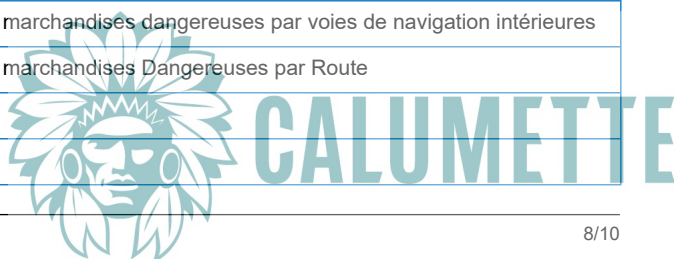 marchandises dangereuses par voies de navigation intérieures
marchandises Dangereuses par Route
CALUMETTE
8/10